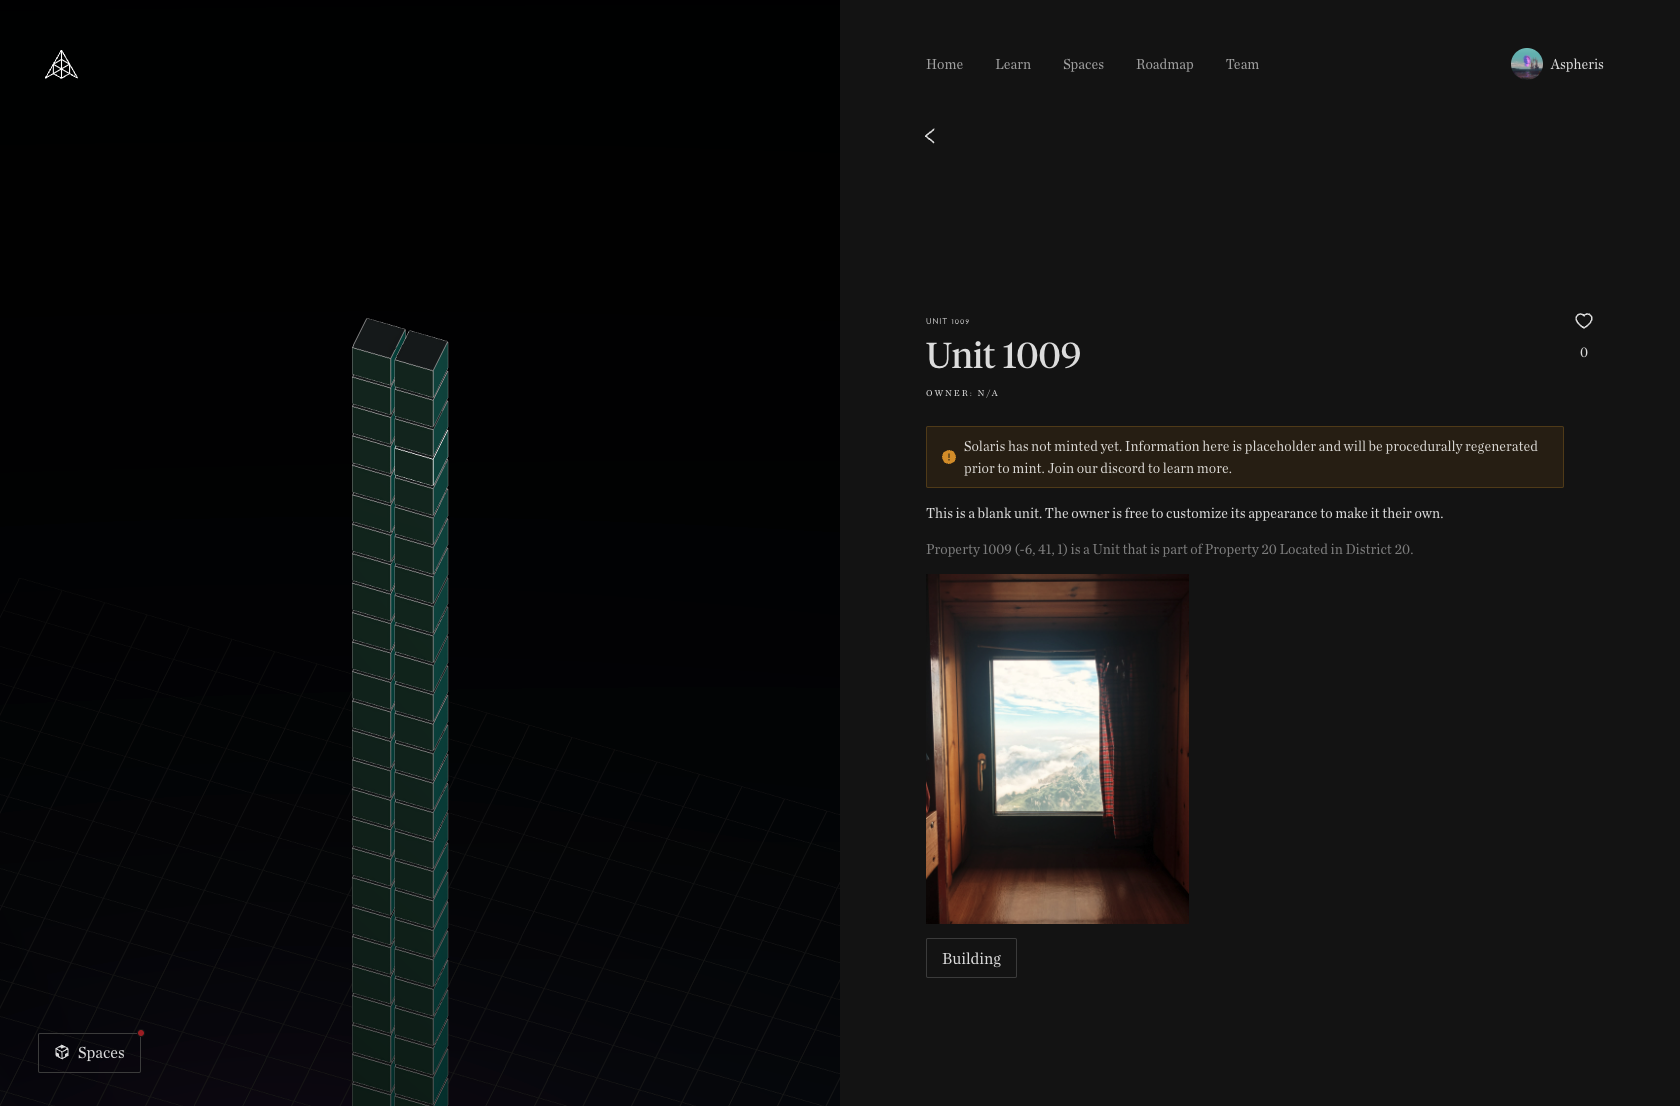 Home Learn Spaces Roadmap Team
Aspheris
UNIT 1009
Unit 1009
0
OWNER: N/A
Solaris has not minted yet. Information here is placeholder and will be procedurally regenerated
prior to mint. Join our discord to learn more.
This is a blank unit. The owner is free to customize its appearance to make it their own.
Property 1009 (-6, 41, 1) is a Unit that is part of Property 20 Located in District 20.
Building
Spaces